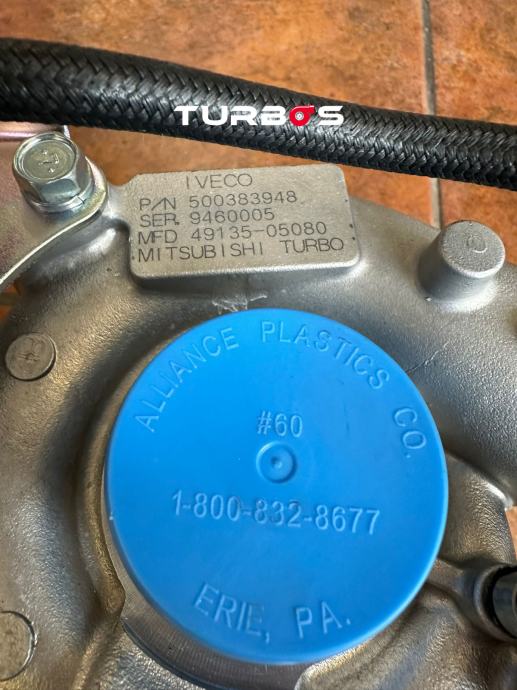 TURBOS
IVECO
P/N 500383948
SER. 9460005
MFD 49135-05080
MITSUBISHI TURBO
ALLIANCE PLASTICS CO.
#60
1-800-832-8677
ERIE, PA.